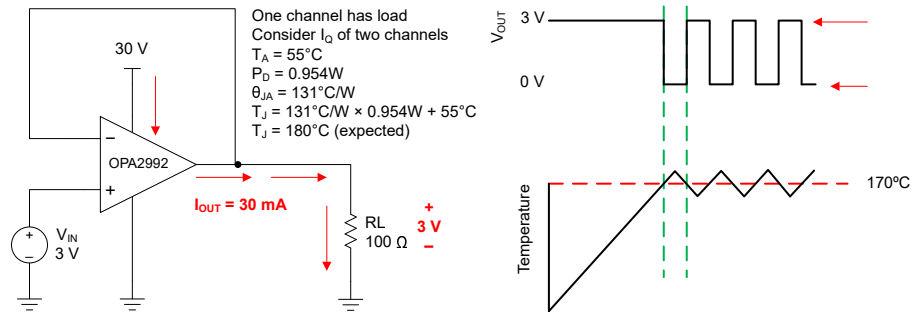 One channel has load
Consider IQ of two channels
TA = 55°C
PD = 0.954W
θJA = 131°C/W
TJ = 131°C/W × 0.954W + 55°C
TJ = 180°C (expected)
30 V
–
OPA2992
+
IOUT = 30 mA
+
–
VIN
3 V
RL
100 Ω
+
3 V
–
VOUT
3 V
0 V
Temperature
170ºC